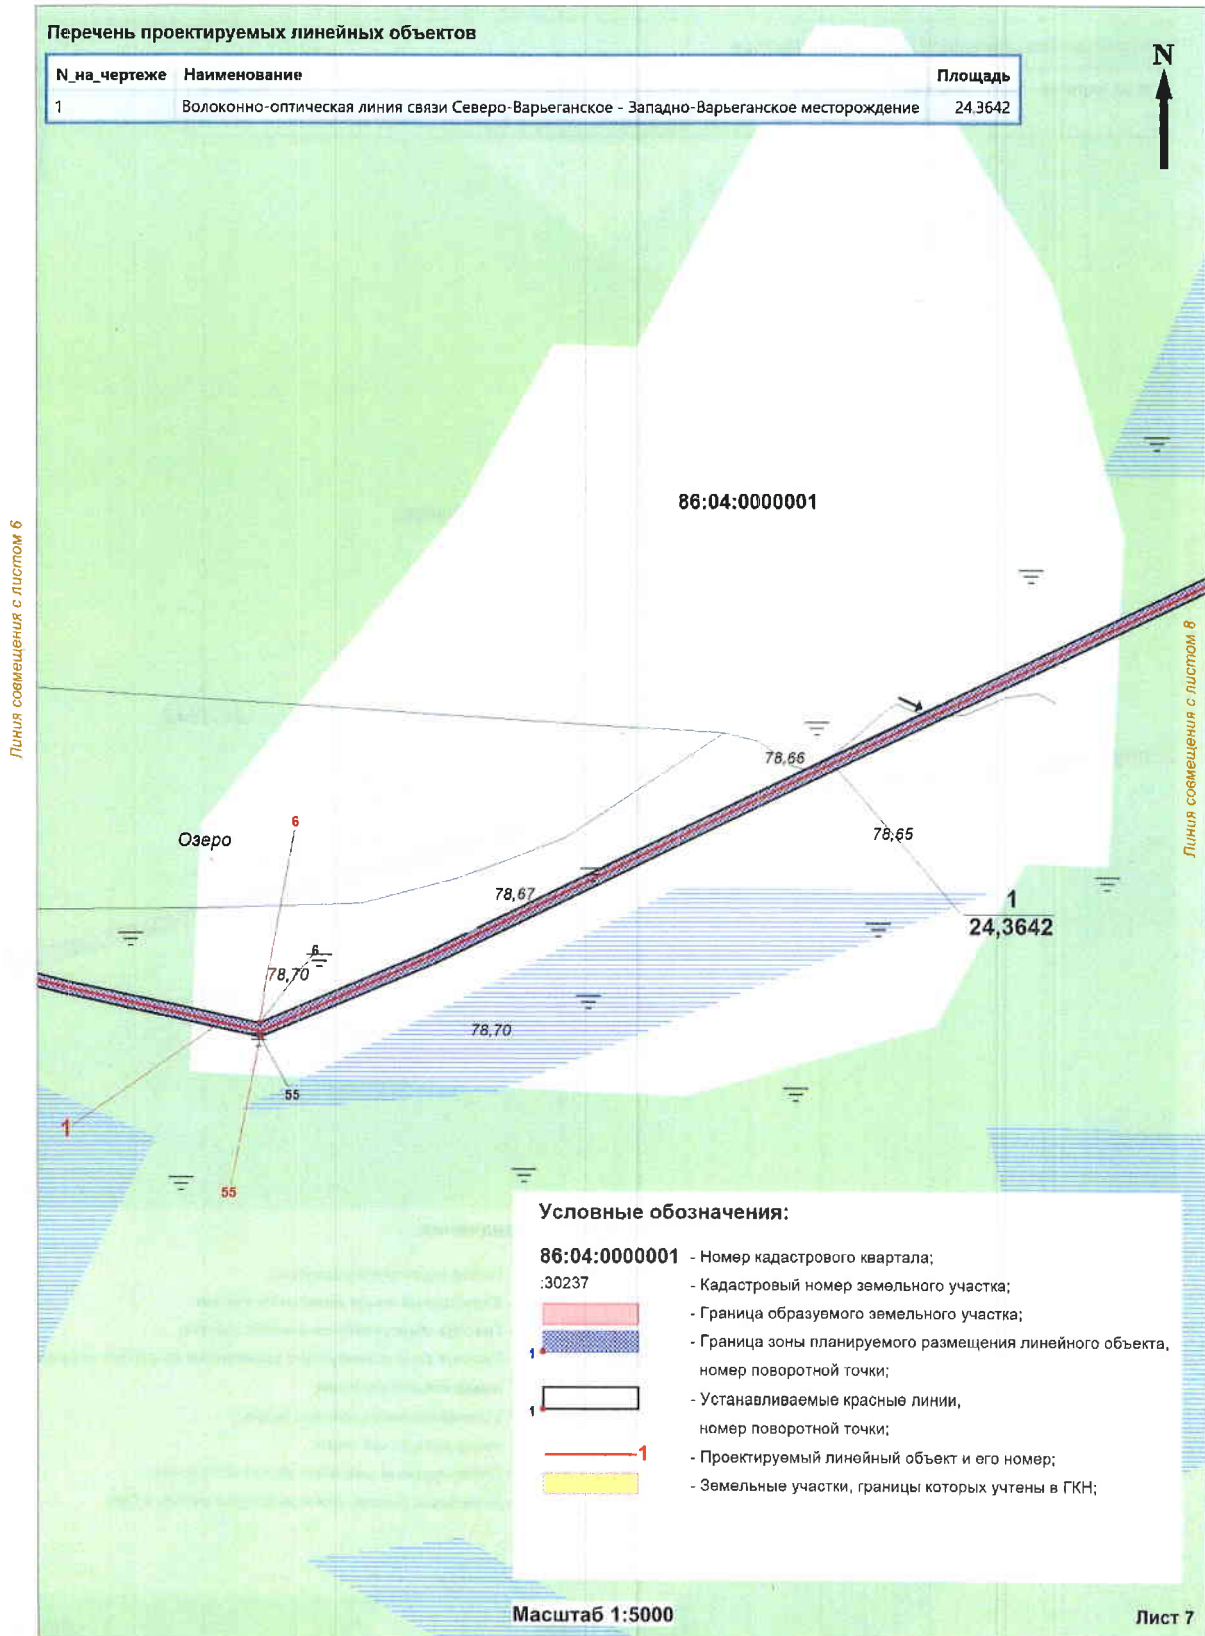 Перечень проектируемых линейных объектов
N_на_чертеже Наименование Площадь
1 Волоконно-оптическая линия связи Северо-Варьеганское - Западно-Варьеганское месторождение 24,3642
N
86:04:0000001
Линия совмещения с листом 6
Линия совмещения с листом 8
78,66
78,65
Озеро
6
78,67
1
24,3642
6
78,70
78,70
55
1
55
Условные обозначения:
86:04:0000001 - Номер кадастрового квартала;
:30237 - Кадастровый номер земельного участка;
- Граница образуемого земельного участка;
1 - Граница зоны планируемого размещения линейного объекта,
номер поворотной точки;
1 - Устанавливаемые красные линии,
номер поворотной точки;
1 - Проектируемый линейный объект и его номер;
- Земельные участки, границы которых учтены в ГКН;
Масштаб 1:5000
Лист 7